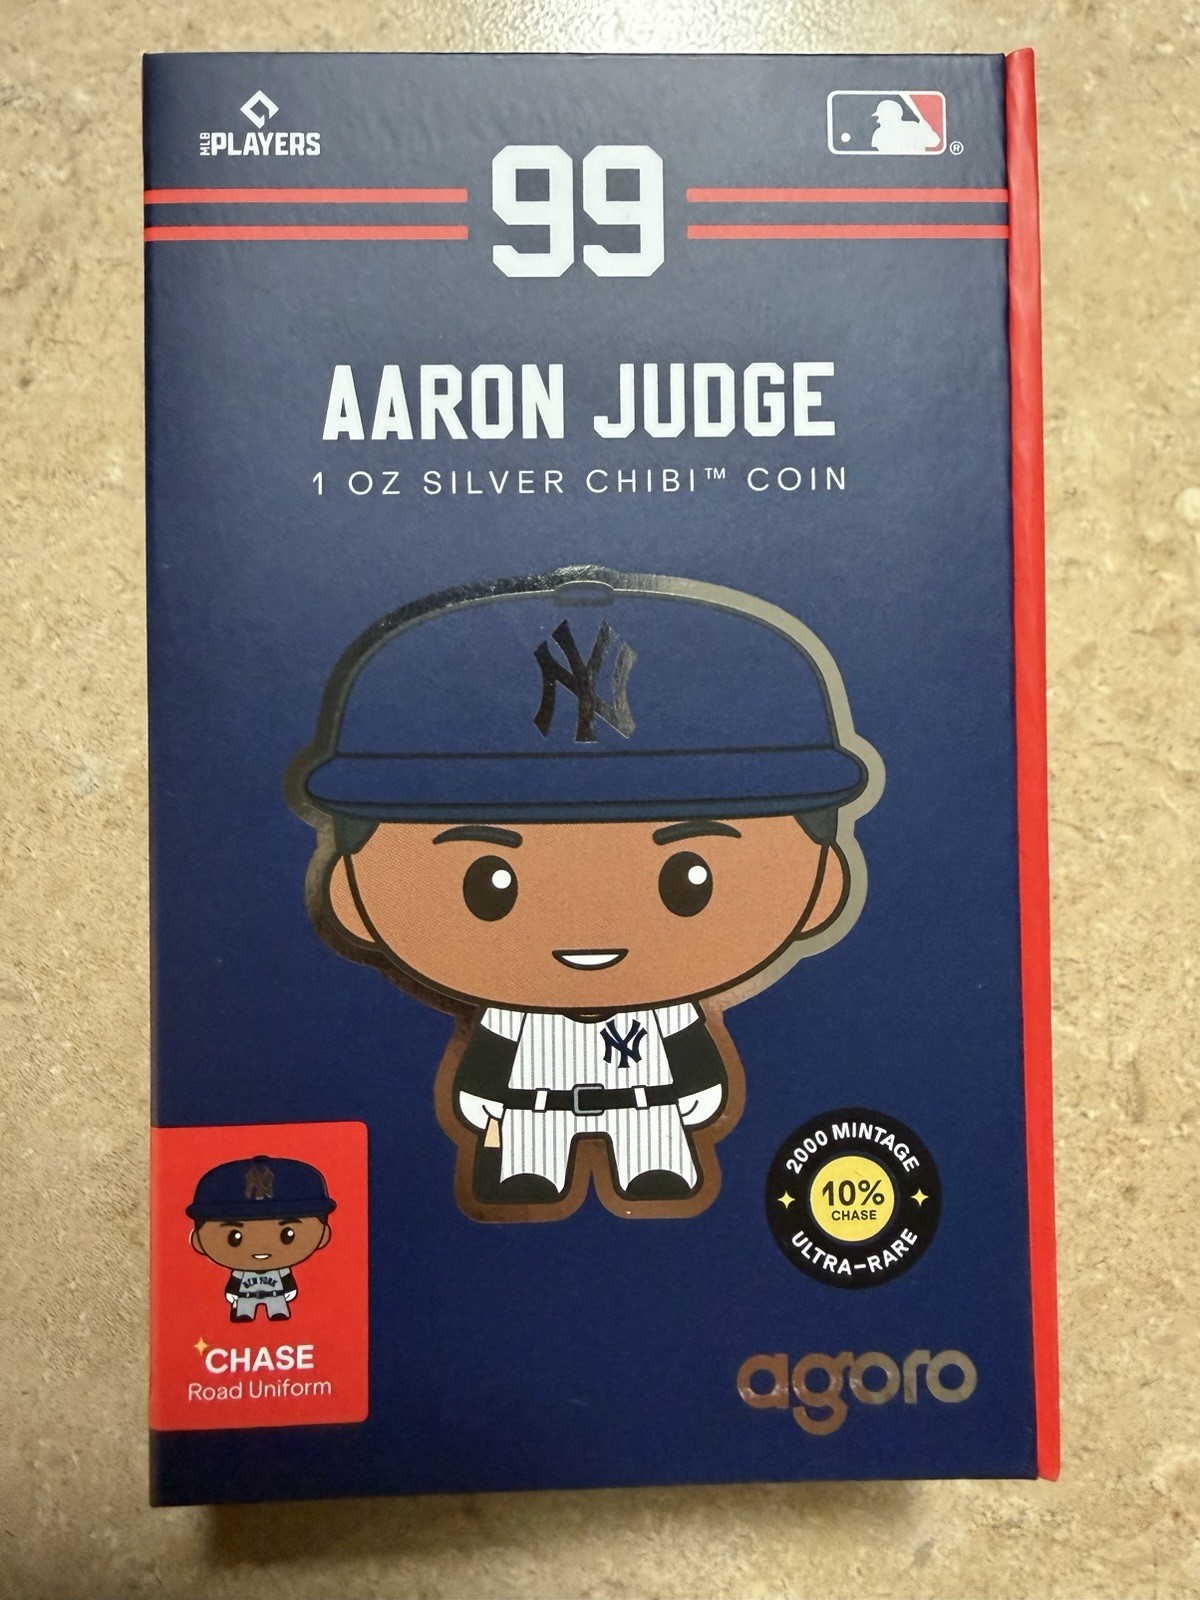 MLB PLAYERS
®
99
AARON JUDGE
1 OZ SILVER CHIBI™ COIN
NY
NY
NEW YORK
CHASE
Road Uniform
2000 MINTAGE
10%
CHASE
ULTRA-RARE
agoro